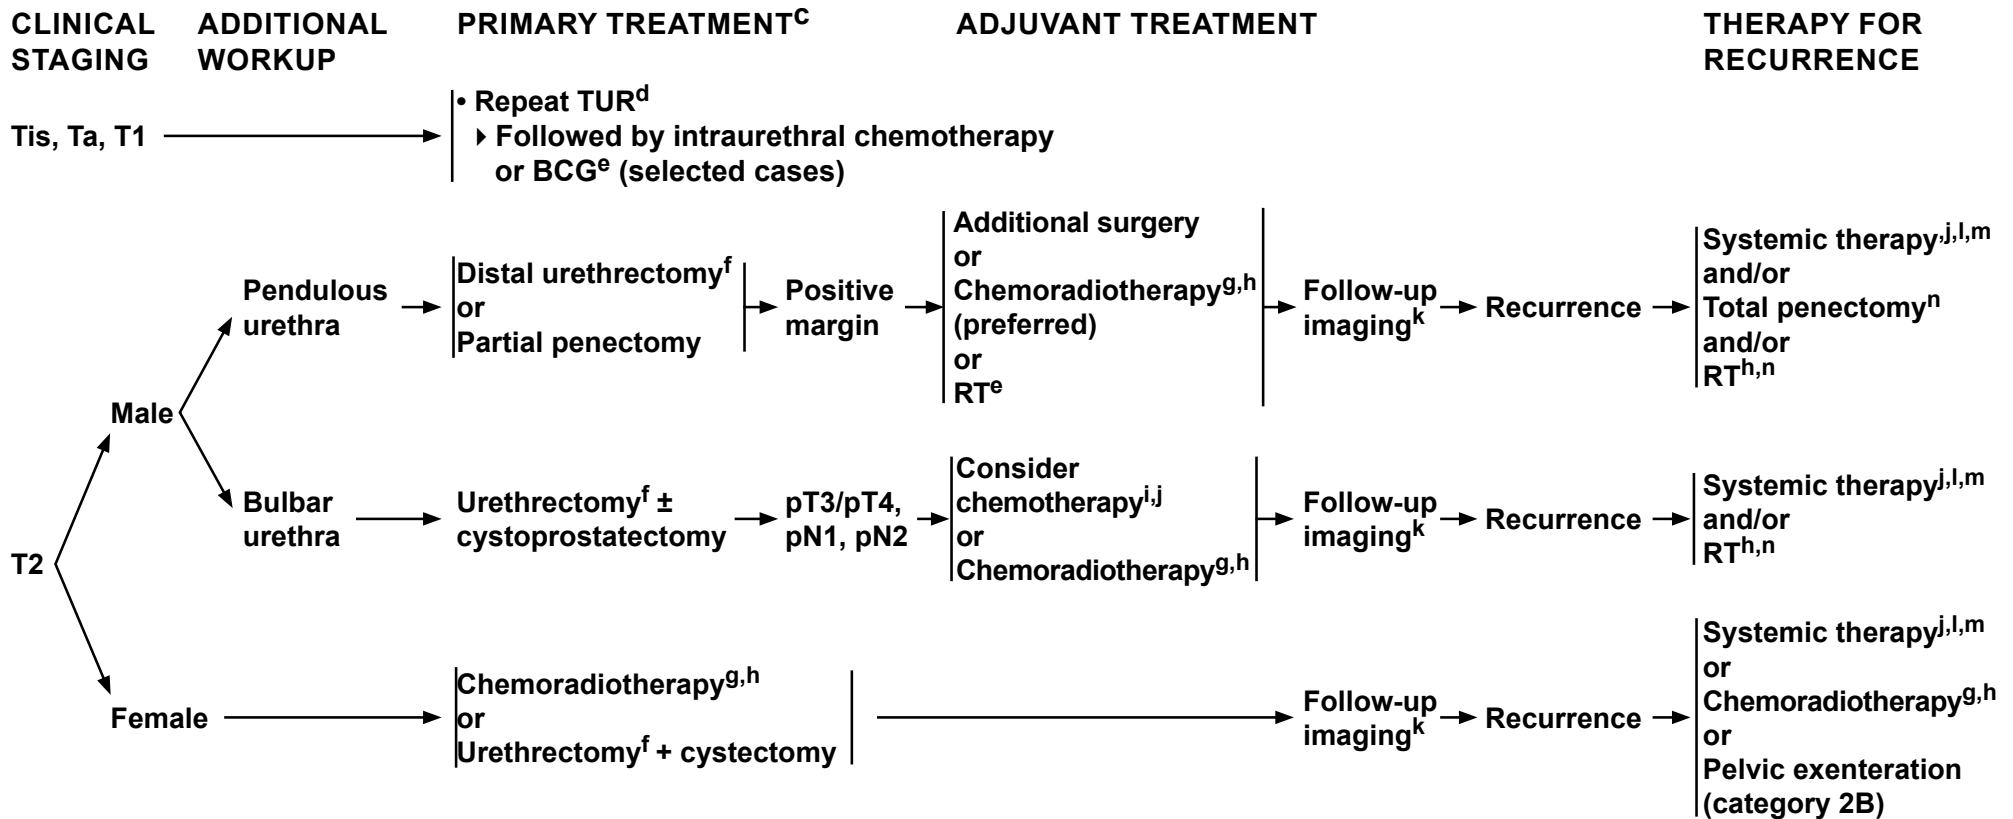 CLINICAL STAGING
ADDITIONAL WORKUP
PRIMARY TREATMENTc
ADJUVANT TREATMENT
THERAPY FOR RECURRENCE
Tis, Ta, T1
• Repeat TURd
‣ Followed by intraurethral chemotherapy
or BCGe (selected cases)
T2
Male
Pendulous
urethra
Distal urethrectomyf
or
Partial penectomy
Positive
margin
Additional surgery
or
Chemoradiotherapyg,h
(preferred)
or
RTe
Follow-up
imagingk
Recurrence
Systemic therapy,j,l,m
and/or
Total penectomyn
and/or
RTh,n
Bulbar
urethra
Urethrectomyf ±
cystoprostatectomy
pT3/pT4,
pN1, pN2
Consider
chemotherapyi,j
or
Chemoradiotherapyg,h
Follow-up
imagingk
Recurrence
Systemic therapyj,l,m
and/or
RTh,n
Female
Chemoradiotherapyg,h
or
Urethrectomyf + cystectomy
Follow-up
imagingk
Recurrence
Systemic therapyj,l,m
or
Chemoradiotherapyg,h
or
Pelvic exenteration
(category 2B)